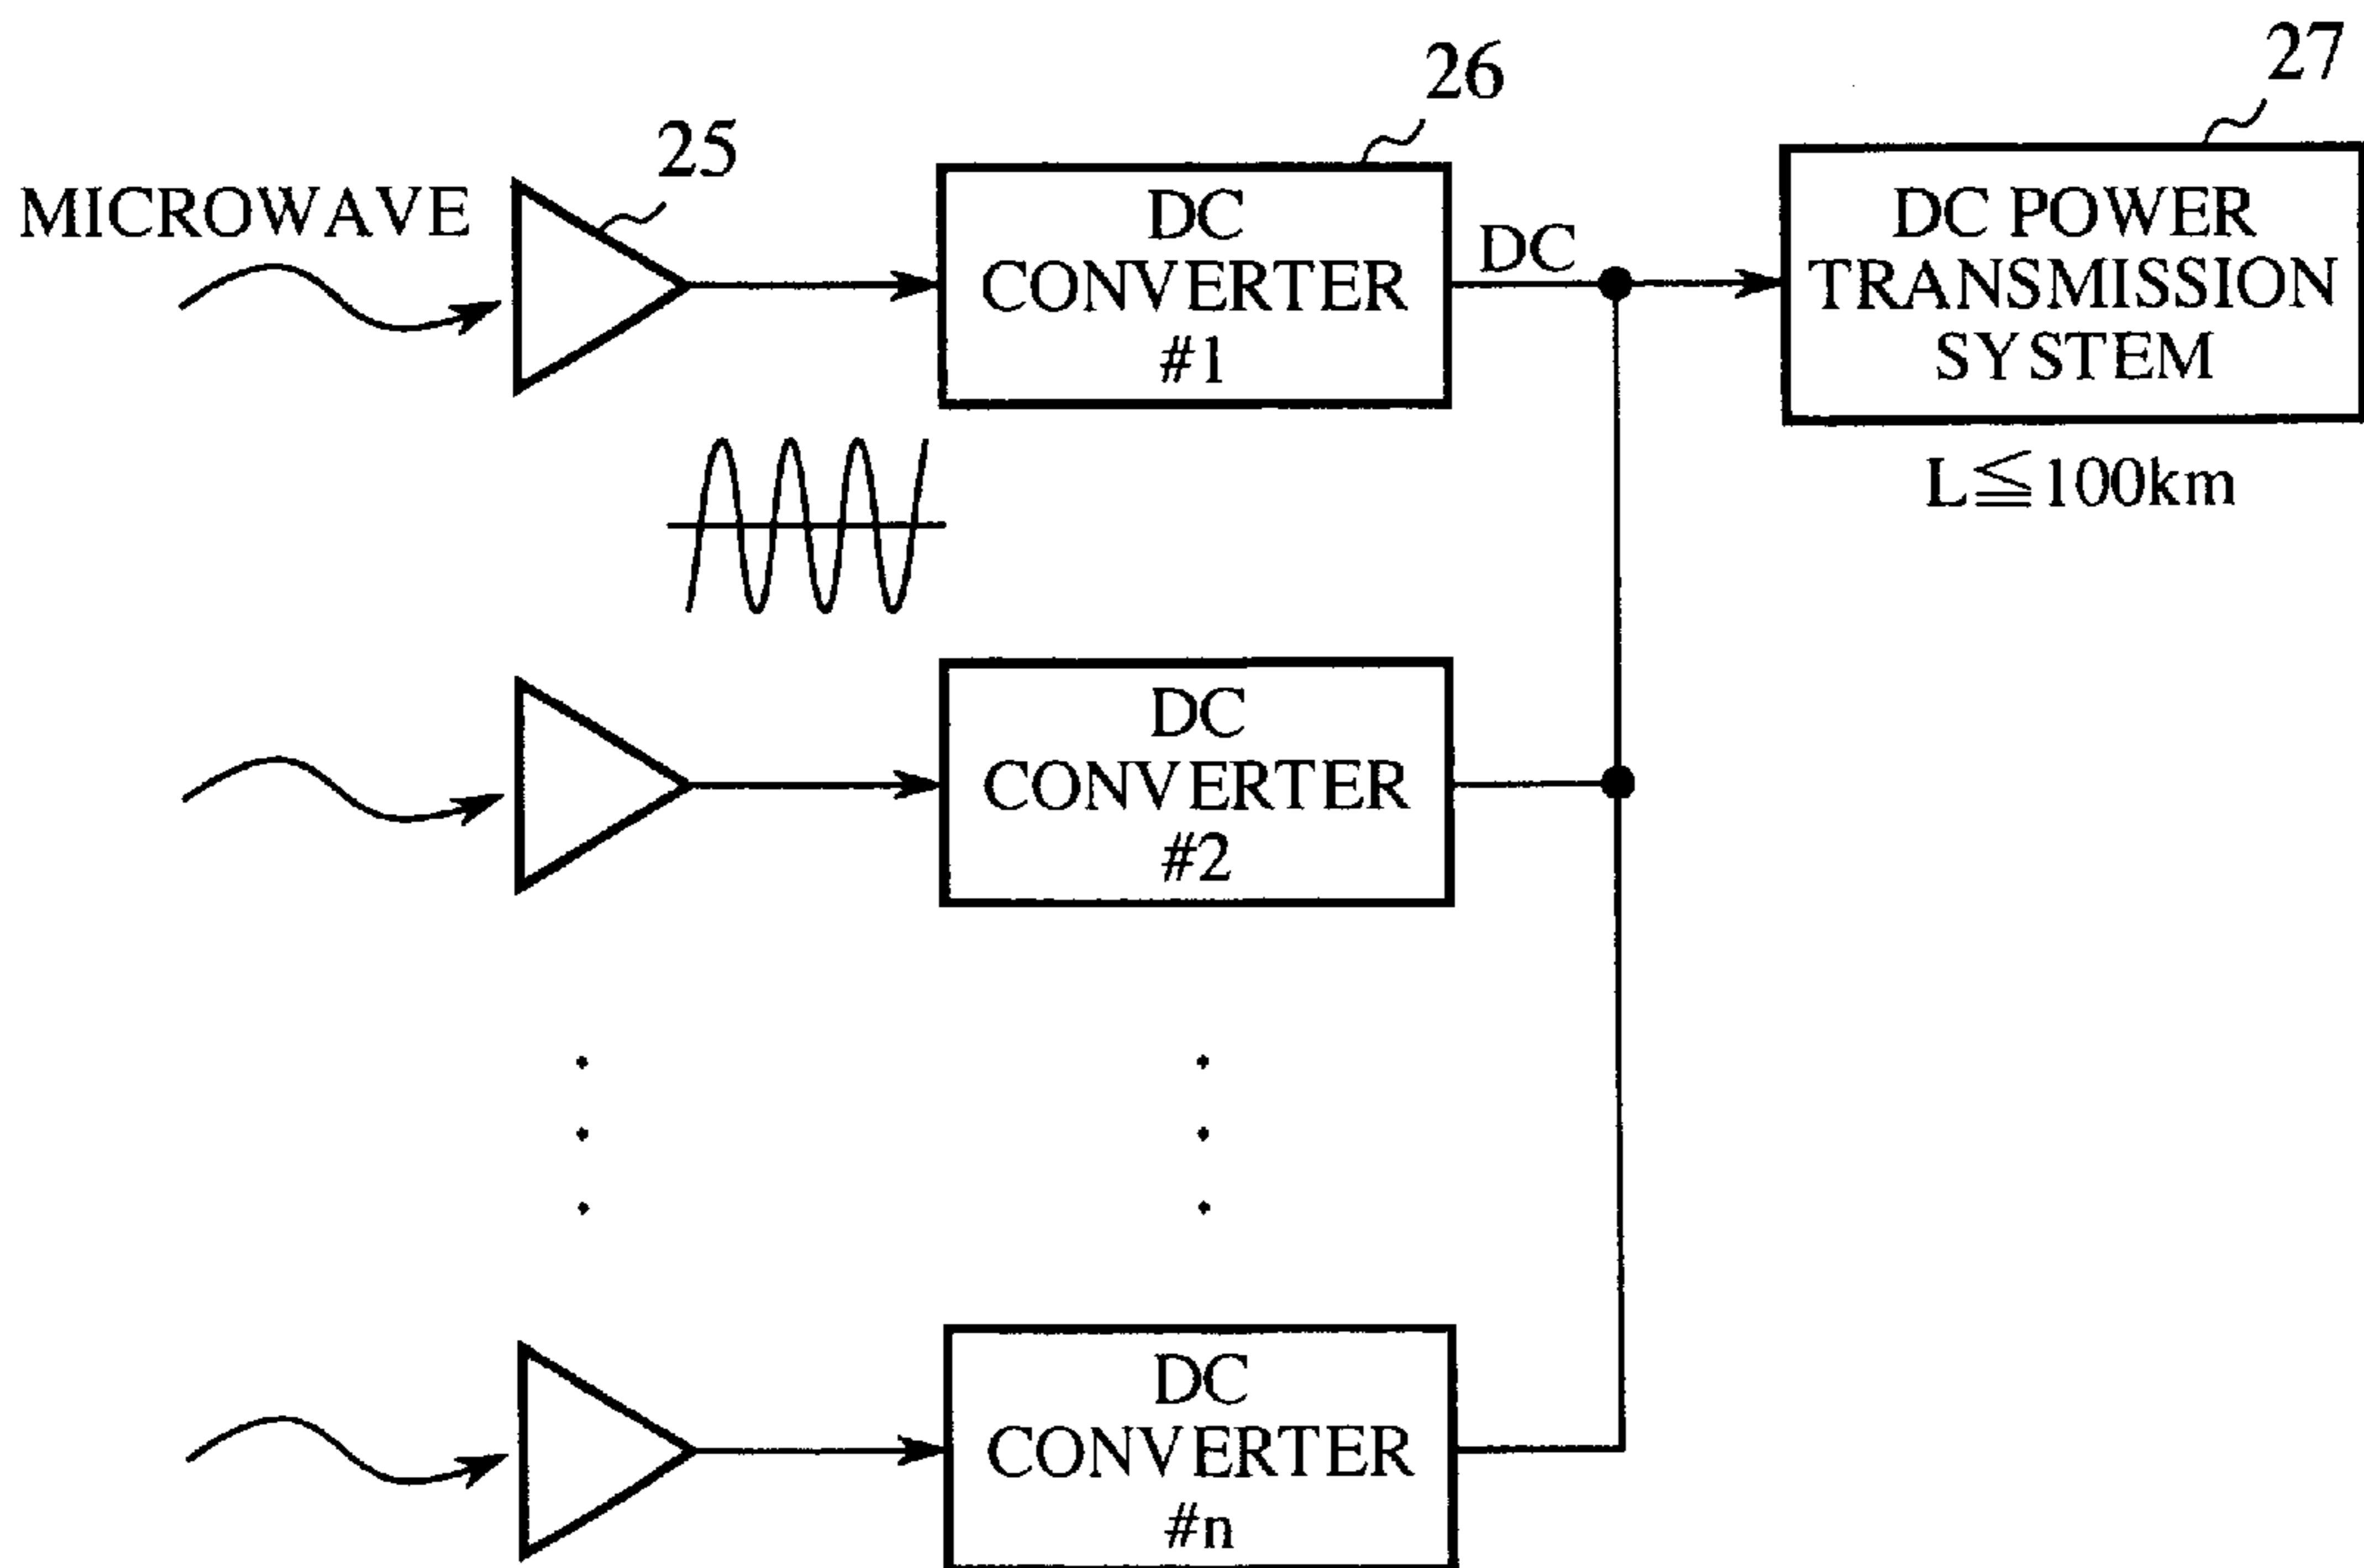 MICROWAVE
25
26
27
DC
CONVERTER
#1
DC
DC POWER
TRANSMISSION
SYSTEM
L≦100km
DC
CONVERTER
#2
DC
CONVERTER
#n